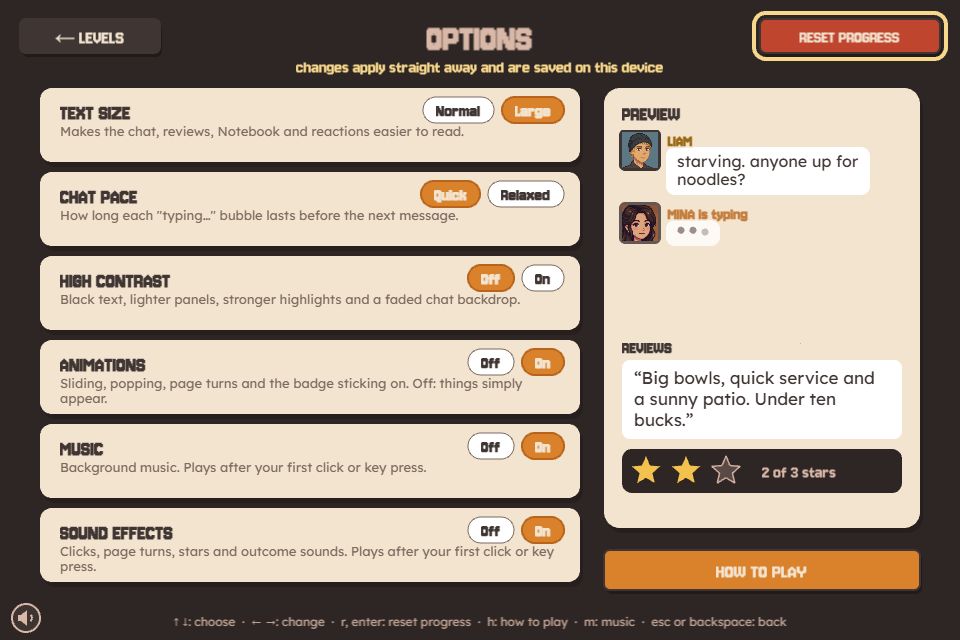 ← LEVELS
OPTIONS
RESET PROGRESS
changes apply straight away and are saved on this device
TEXT SIZE
Normal
Large
Makes the chat, reviews, Notebook and reactions easier to read.
CHAT PACE
Quick
Relaxed
How long each "typing…" bubble lasts before the next message.
HIGH CONTRAST
Off
On
Black text, lighter panels, stronger highlights and a faded chat backdrop.
ANIMATIONS
Off
On
Sliding, popping, page turns and the badge sticking on. Off: things simply
appear.
MUSIC
Off
On
Background music. Plays after your first click or key press.
SOUND EFFECTS
Off
On
Clicks, page turns, stars and outcome sounds. Plays after your first click or key
press.
PREVIEW
LIAM
starving. anyone up for
noodles?
MINA is typing
REVIEWS
“Big bowls, quick service and
a sunny patio. Under ten
bucks.”
2 of 3 stars
HOW TO PLAY
↑ ↓: choose · ← →: change · r, enter: reset progress · h: how to play · m: music · esc or backspace: back